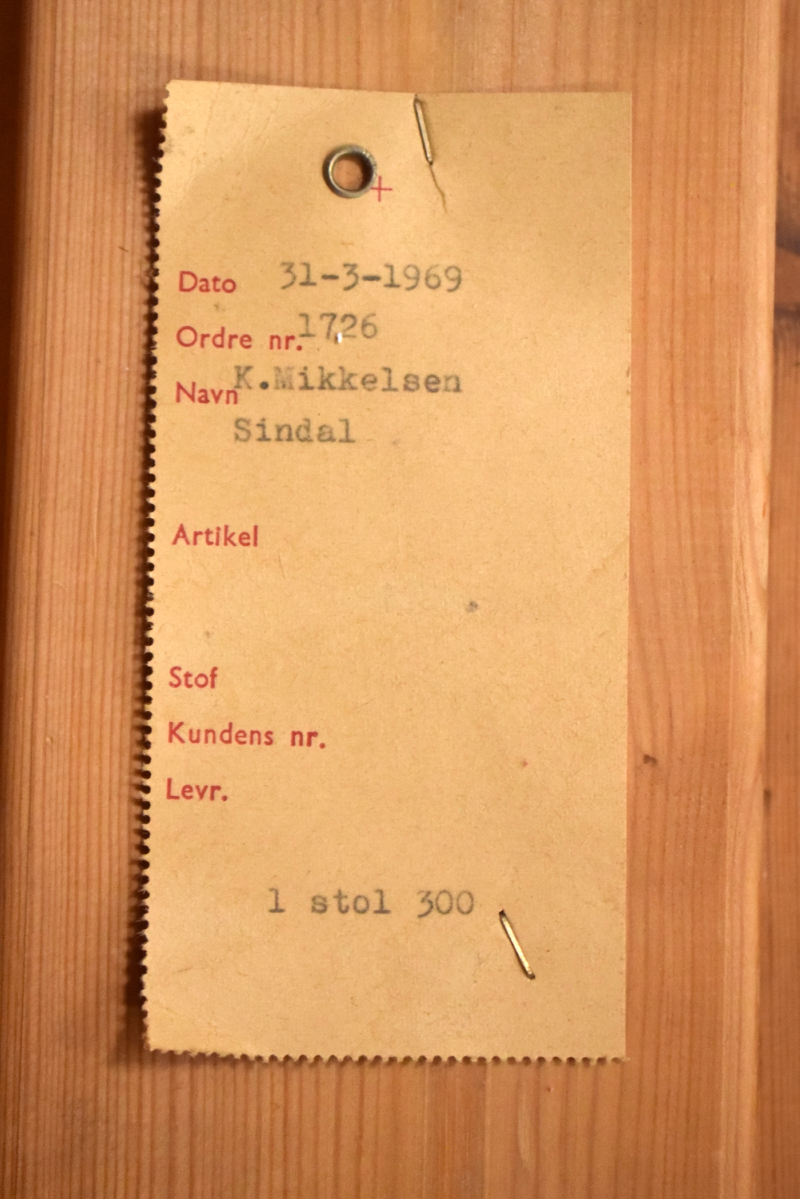 Dato 31-3-1969
Ordre nr. 1726
Navn K.Mikkelsen
Sindal
Artikel
Stof
Kundens nr.
Levr.
1 stol 300